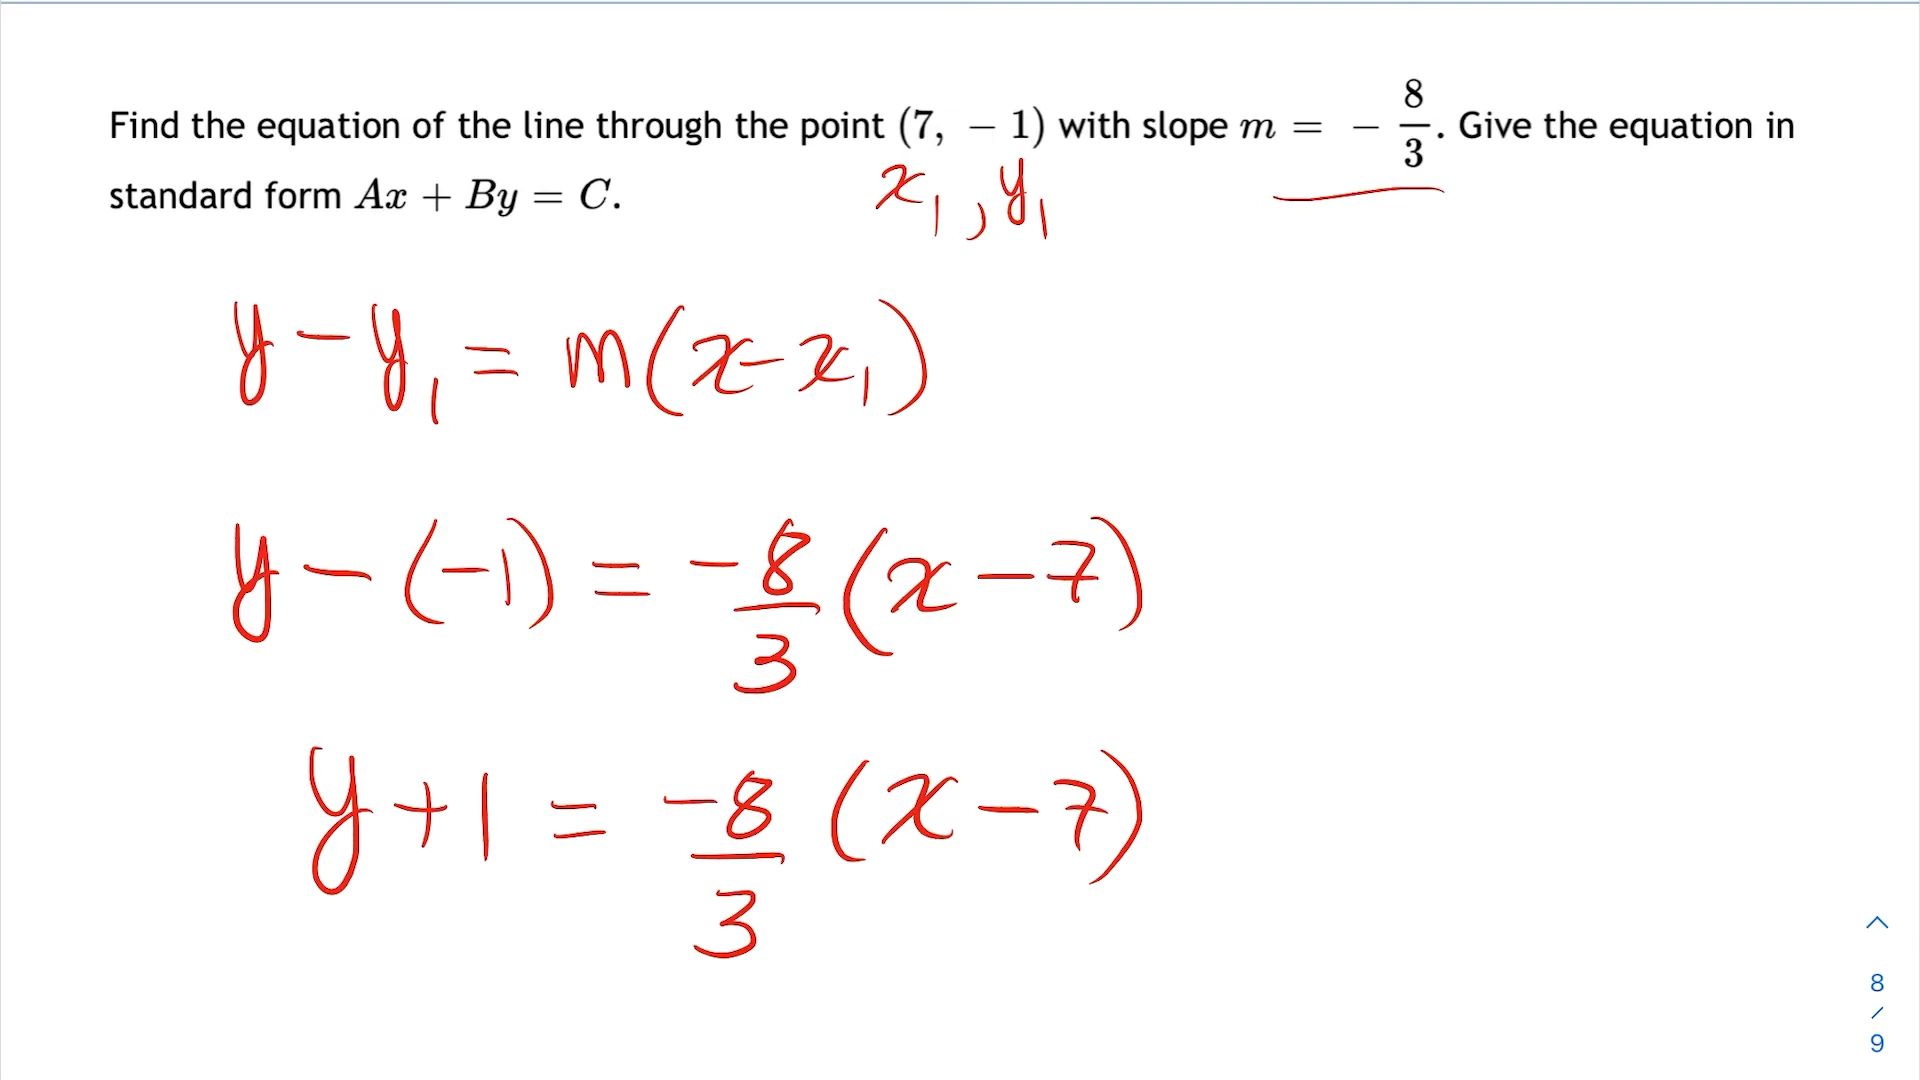 Find the equation of the line through the point (7, − 1) with slope m = − 8/3. Give the equation in
standard form Ax + By = C.
x₁ , y₁
y − y₁ = m(x − x₁)
y − (−1) = −8/3 (x − 7)
y + 1 = −8/3 (x − 7)
8
/
9